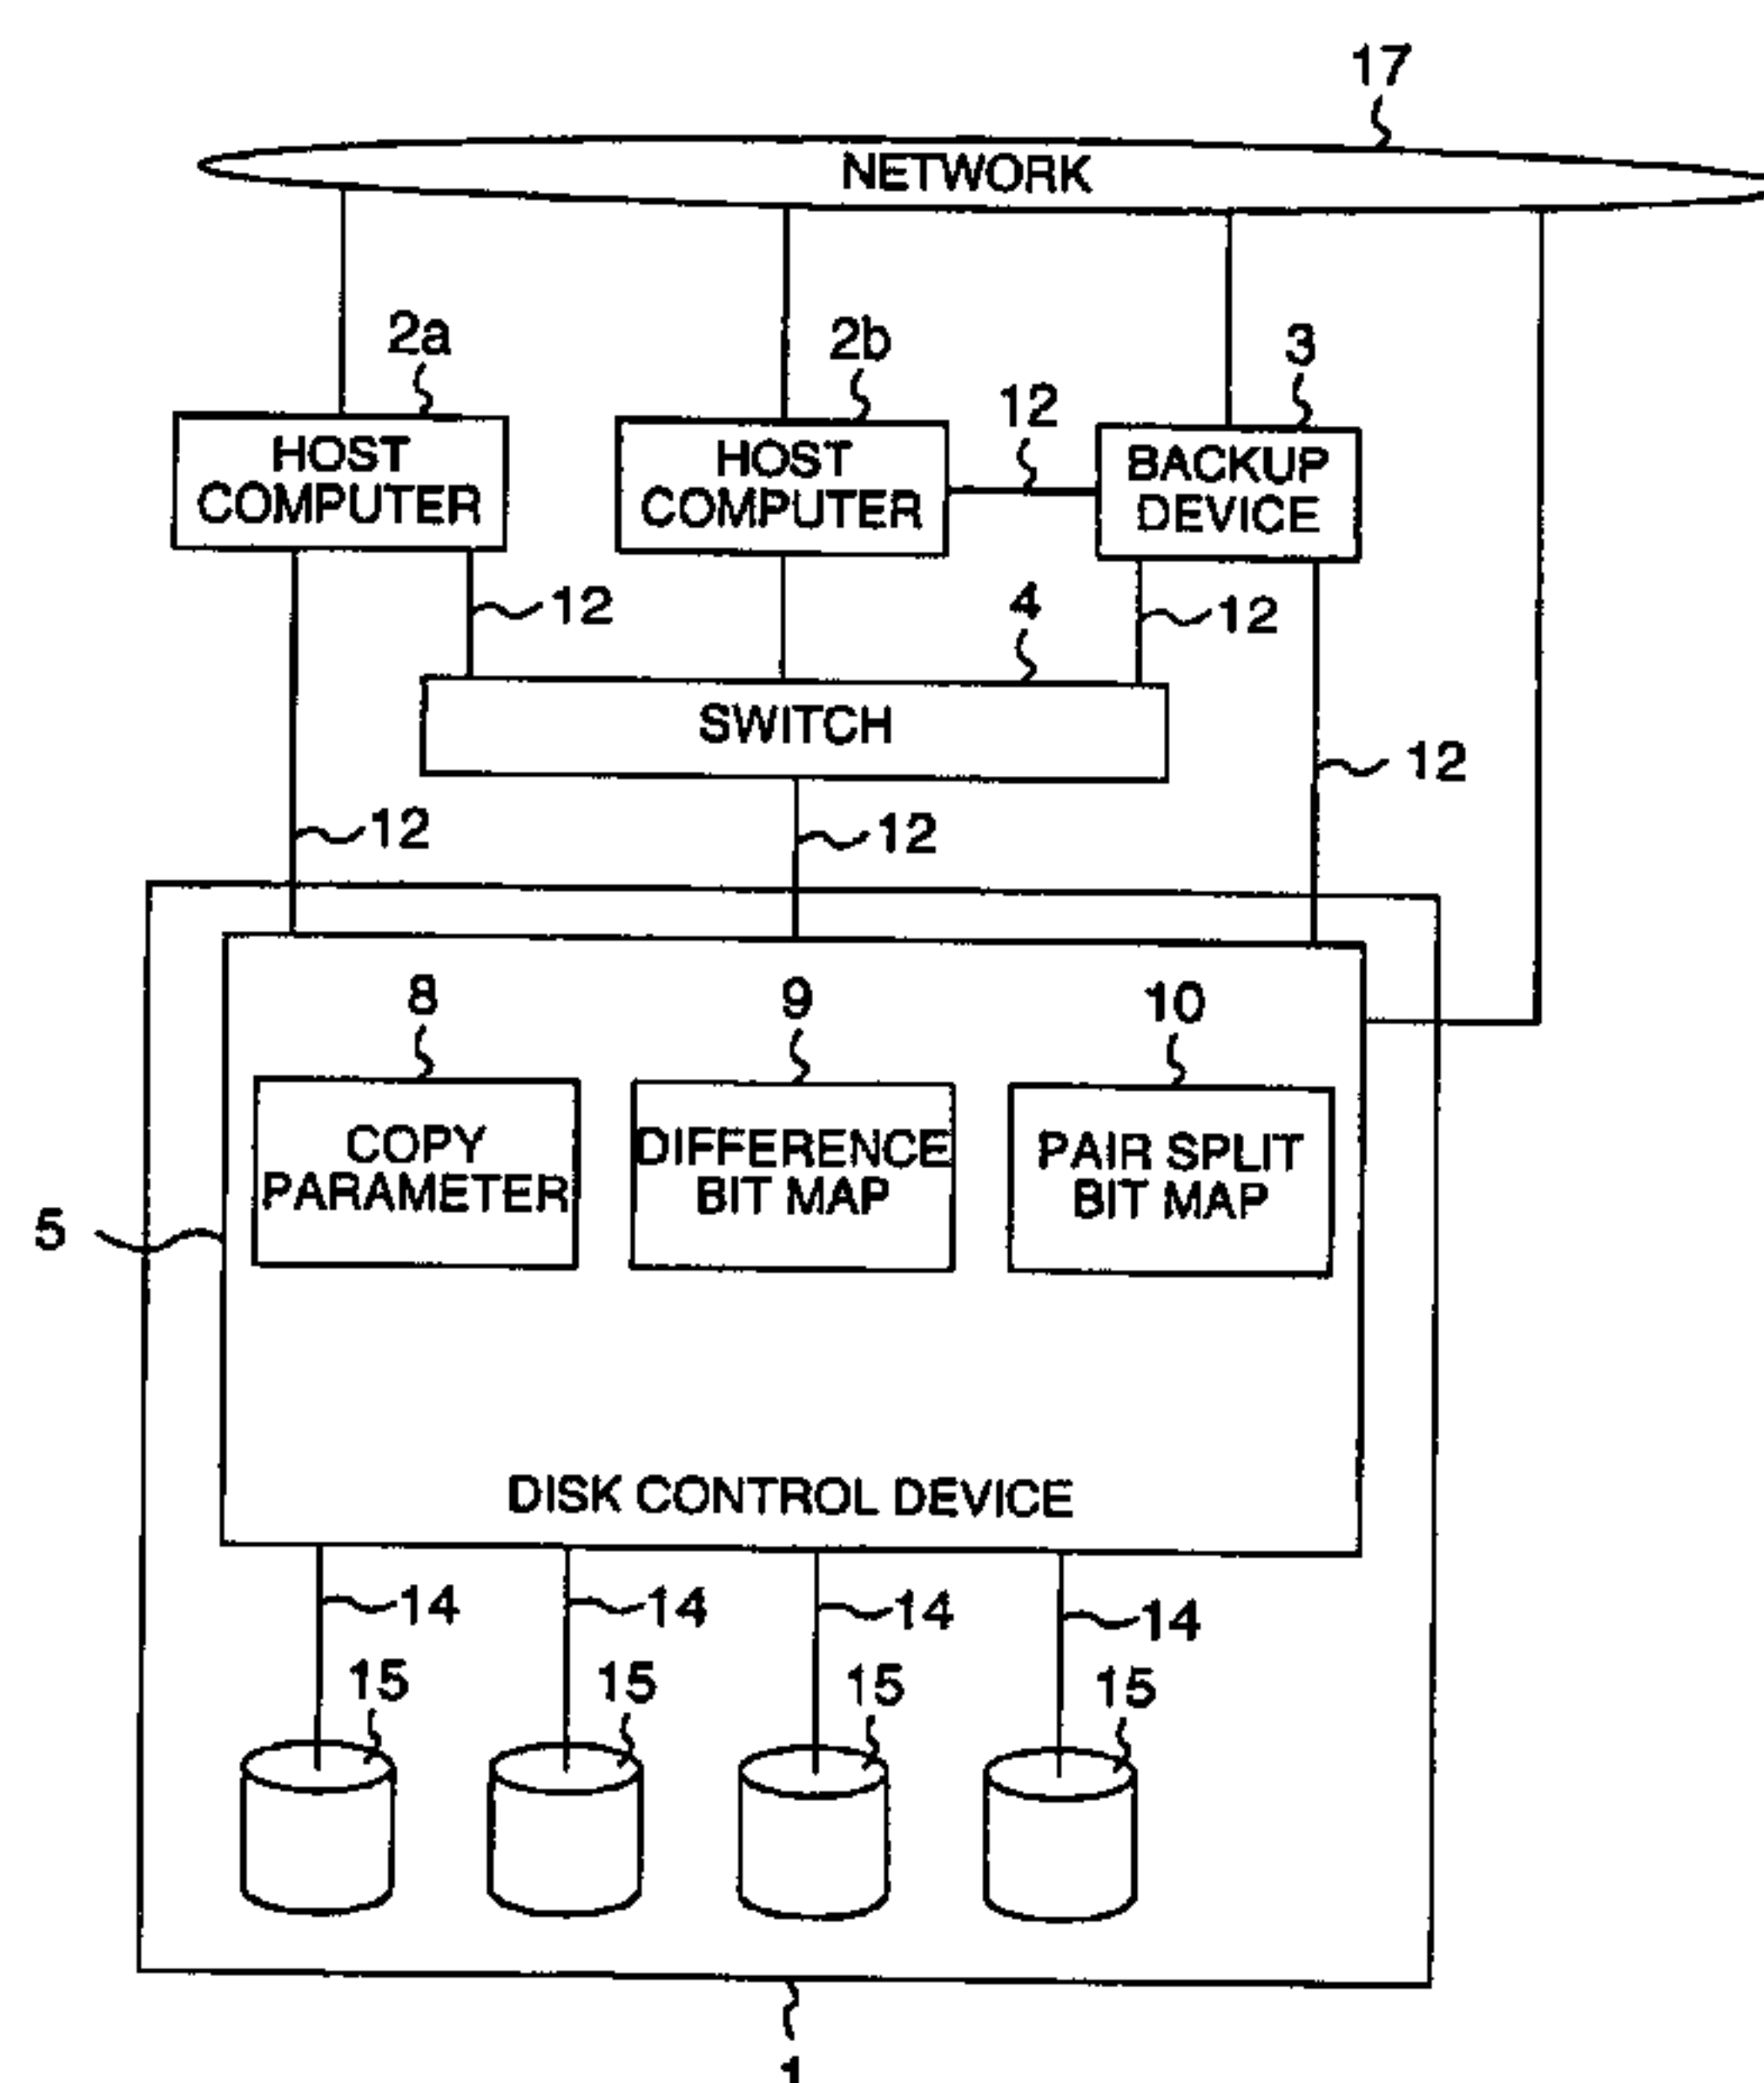 17
NETWORK
2a
2b
3
12
HOST
COMPUTER
HOST
COMPUTER
BACKUP
DEVICE
12
4
12
SWITCH
12
12
12
8
9
10
COPY
PARAMETER
DIFFERENCE
BIT MAP
PAIR SPLIT
BIT MAP
5
DISK CONTROL DEVICE
14
14
14
14
15
15
15
15
1